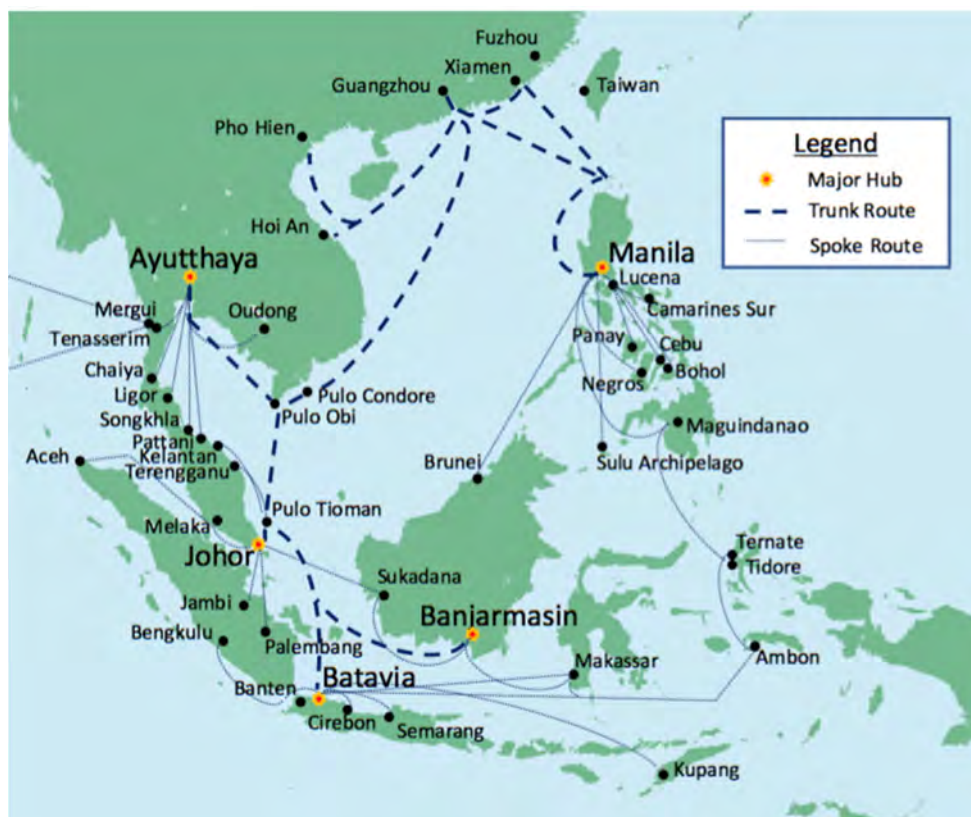 Fuzhou
Xiamen
Guangzhou
Taiwan
Pho Hien
Legend
Major Hub
Trunk Route
Spoke Route
Hoi An
Ayutthaya
Manila
Lucena
Mergui
Oudong
Camarines Sur
Tenasserim
Panay
Cebu
Chaiya
Bohol
Negros
Ligor
Pulo Condore
Pulo Obi
Songkhla
Maguindanao
Pattani
Aceh
Kelantan
Brunei
Sulu Archipelago
Terengganu
Pulo Tioman
Melaka
Ternate
Johor
Tidore
Sukadana
Jambi
Banjarmasin
Bengkulu
Palembang
Makassar
Ambon
Batavia
Banten
Cirebon
Semarang
Kupang